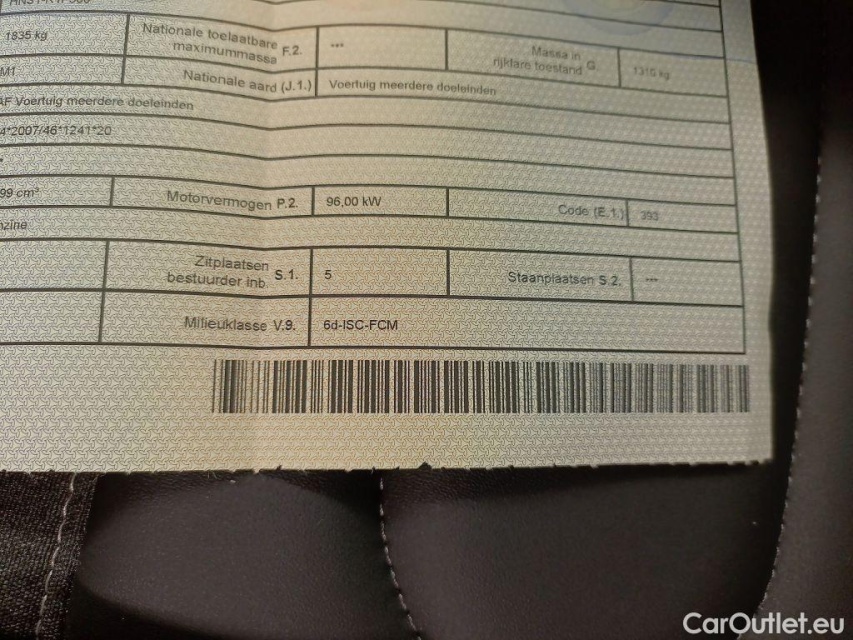 1835 kg
Nationale toelaatbare
maximummassa F.2.
---
Massa in
rijklare toestand G.
1310 kg
M1
Nationale aard (J.1.)
Voertuig meerdere doeleinden
AF Voertuig meerdere doeleinden
4*2007/46*1241*20
99 cm³
Motorvermogen P.2.
96,00 kW
Code (E.1.)
393
nzine
Zitplaatsen
bestuurder inb S.1.
5
Staanplaatsen S.2.
---
Milieuklasse V.9.
6d-ISC-FCM
CarOutlet.eu